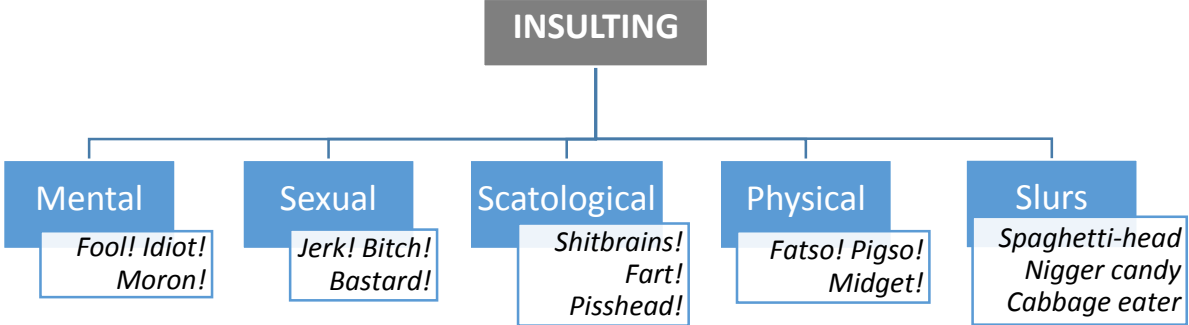 INSULTING
Mental
Fool! Idiot!
Moron!
Sexual
Jerk! Bitch!
Bastard!
Scatological
Shitbrains!
Fart!
Pisshead!
Physical
Fatso! Pigso!
Midget!
Slurs
Spaghetti-head
Nigger candy
Cabbage eater